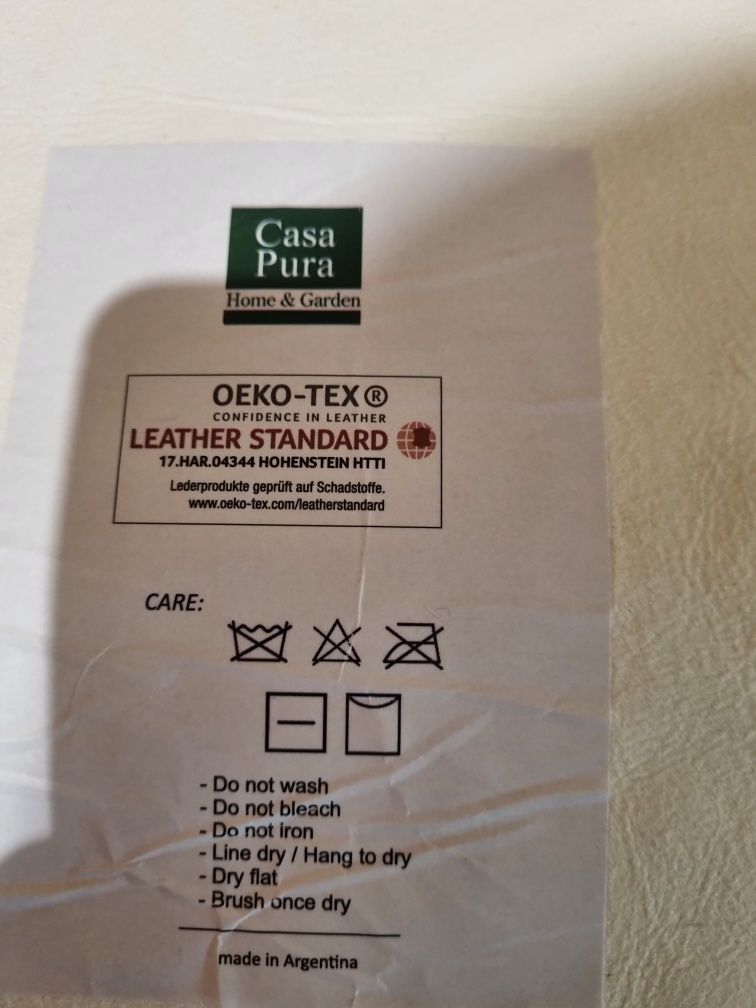 Casa
Pura
Home & Garden
OEKO-TEX®
CONFIDENCE IN LEATHER
LEATHER STANDARD
17.HAR.04344 HOHENSTEIN HTTI
Lederprodukte geprüft auf Schadstoffe.
www.oeko-tex.com/leatherstandard
CARE:
- Do not wash
- Do not bleach
- Do not iron
- Line dry / Hang to dry
- Dry flat
- Brush once dry
made in Argentina